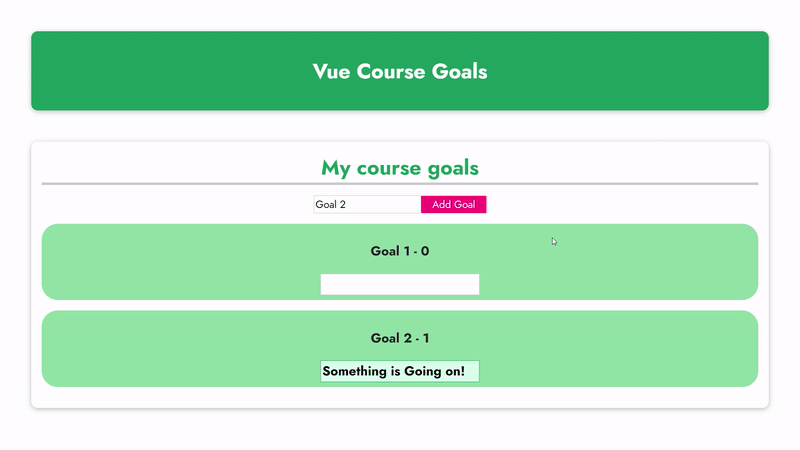 Vue Course Goals
My course goals
Goal 2
Add Goal
Goal 1 - 0
Goal 2 - 1
Something is Going on!